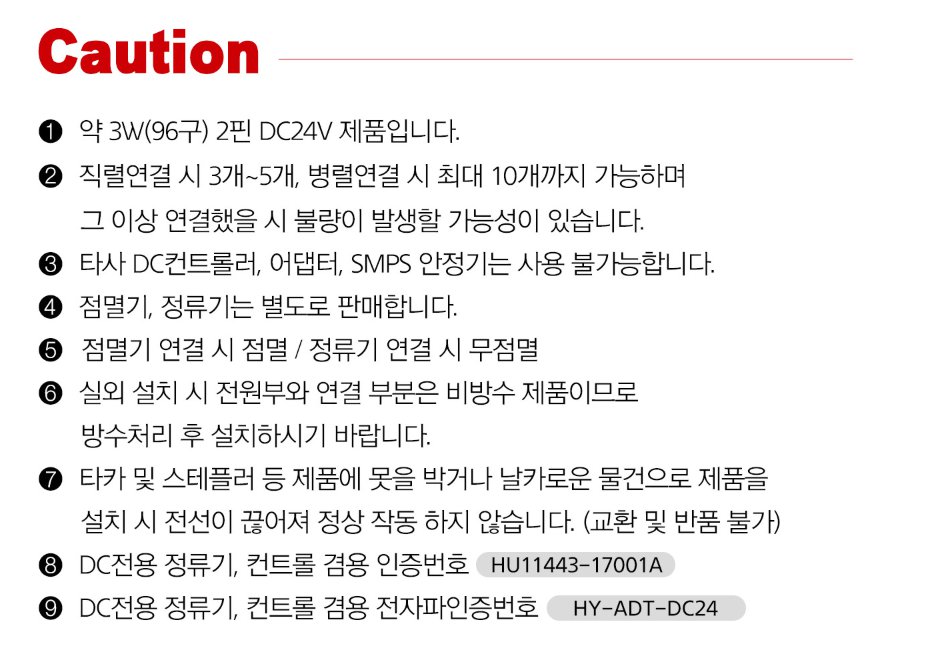 Caution
❶ 약 3W(96구) 2핀 DC24V 제품입니다.
❷ 직렬연결 시 3개~5개, 병렬연결 시 최대 10개까지 가능하며
그 이상 연결했을 시 불량이 발생할 가능성이 있습니다.
❸ 타사 DC컨트롤러, 어댑터, SMPS 안정기는 사용 불가능합니다.
❹ 점멸기, 정류기는 별도로 판매합니다.
❺ 점멸기 연결 시 점멸 / 정류기 연결 시 무점멸
❻ 실외 설치 시 전원부와 연결 부분은 비방수 제품이므로
방수처리 후 설치하시기 바랍니다.
❼ 타카 및 스테플러 등 제품에 못을 박거나 날카로운 물건으로 제품을
설치 시 전선이 끊어져 정상 작동 하지 않습니다. (교환 및 반품 불가)
❽ DC전용 정류기, 컨트롤 겸용 인증번호 HU11443-17001A
❾ DC전용 정류기, 컨트롤 겸용 전자파인증번호 HY-ADT-DC24